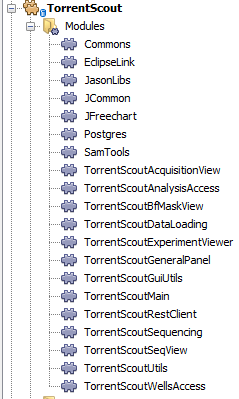 TorrentScout
Modules
Commons
EclipseLink
JasonLibs
JCommon
JFreechart
Postgres
SamTools
TorrentScoutAcquisitionView
TorrentScoutAnalysisAccess
TorrentScoutBfMaskView
TorrentScoutDataLoading
TorrentScoutExperimentViewer
TorrentScoutGeneralPanel
TorrentScoutGuiUtils
TorrentScoutMain
TorrentScoutRestClient
TorrentScoutSequencing
TorrentScoutSeqView
TorrentScoutUtils
TorrentScoutWellsAccess